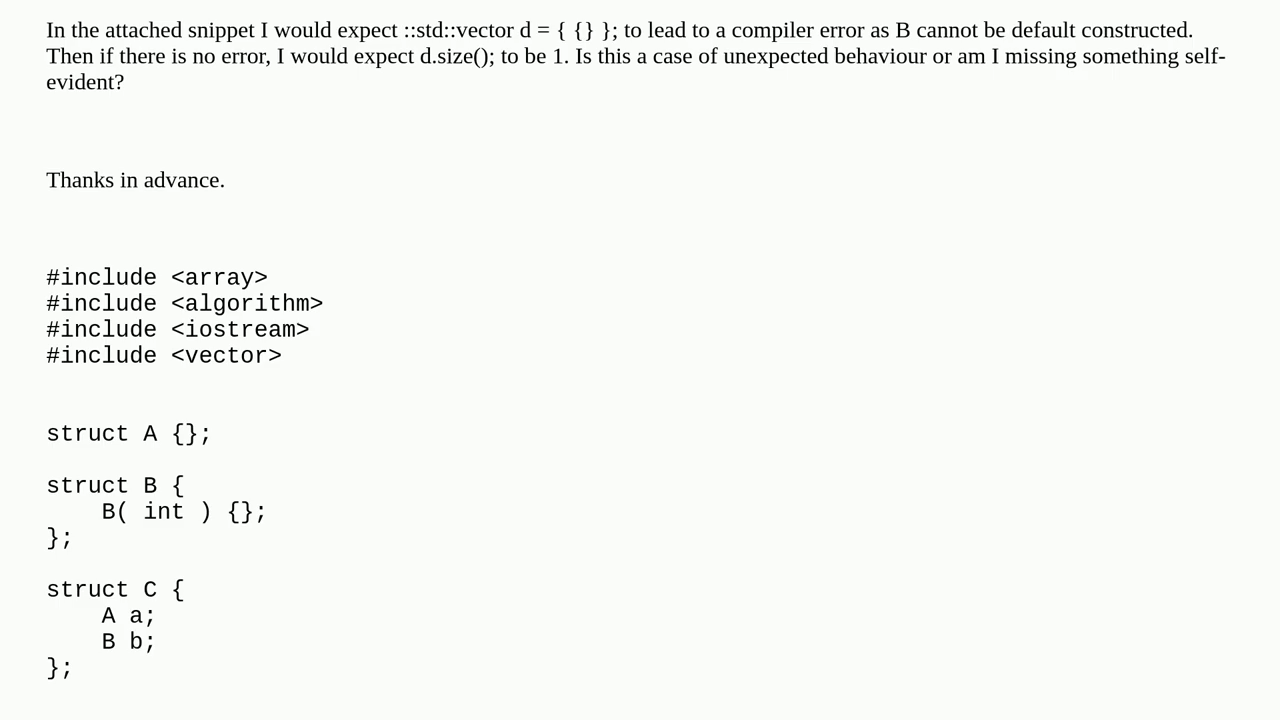 In the attached snippet I would expect ::std::vector d = { {} }; to lead to a compiler error as B cannot be default constructed.
Then if there is no error, I would expect d.size(); to be 1. Is this a case of unexpected behaviour or am I missing something self-
evident?
Thanks in advance.
#include <array>
#include <algorithm>
#include <iostream>
#include <vector>
struct A {};
struct B {
    B( int ) {};
};
struct C {
    A a;
    B b;
};